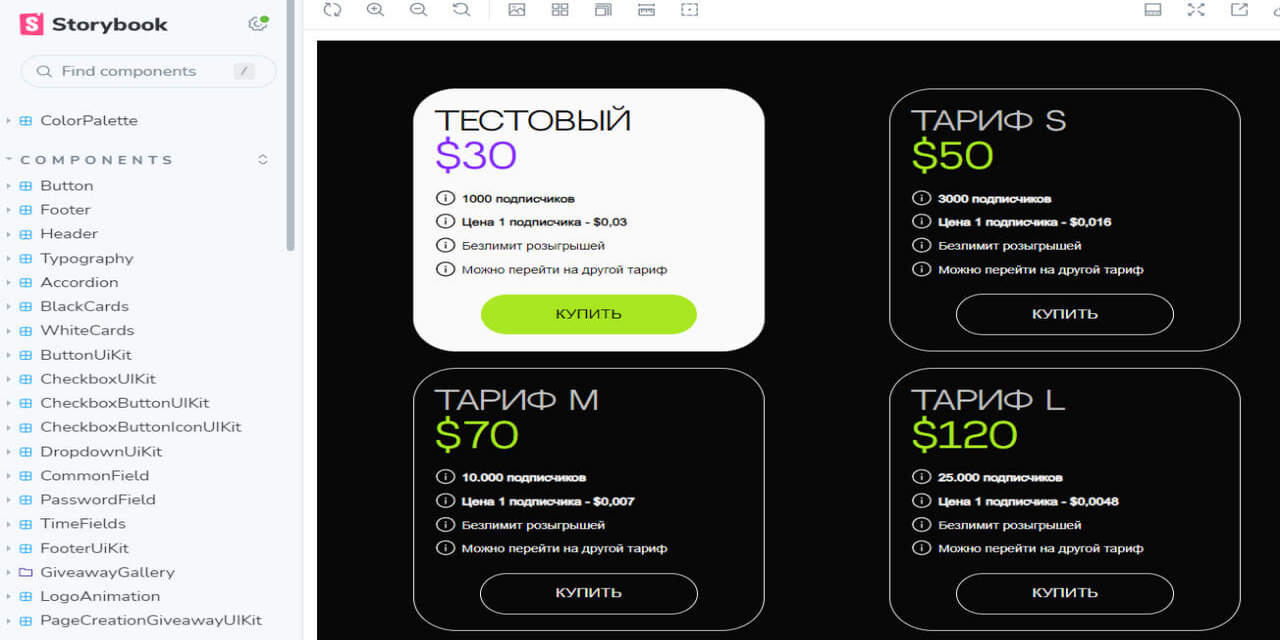 Storybook
Find components
/
ColorPalette
COMPONENTS
Button
Footer
Header
Typography
Accordion
BlackCards
WhiteCards
ButtonUiKit
CheckboxUIKit
CheckboxButtonUIKit
CheckboxButtonIconUIKit
DropdownUiKit
CommonField
PasswordField
TimeFields
FooterUiKit
GiveawayGallery
LogoAnimation
PageCreationGiveawayUIKit
ТЕСТОВЫЙ
$30
1000 подписчиков
Цена 1 подписчика - $0,03
Безлимит розыгрышей
Можно перейти на другой тариф
КУПИТЬ
ТАРИФ S
$50
3000 подписчиков
Цена 1 подписчика - $0,016
Безлимит розыгрышей
Можно перейти на другой тариф
КУПИТЬ
ТАРИФ M
$70
10.000 подписчиков
Цена 1 подписчика - $0,007
Безлимит розыгрышей
Можно перейти на другой тариф
КУПИТЬ
ТАРИФ L
$120
25.000 подписчиков
Цена 1 подписчика - $0,0048
Безлимит розыгрышей
Можно перейти на другой тариф
КУПИТЬ